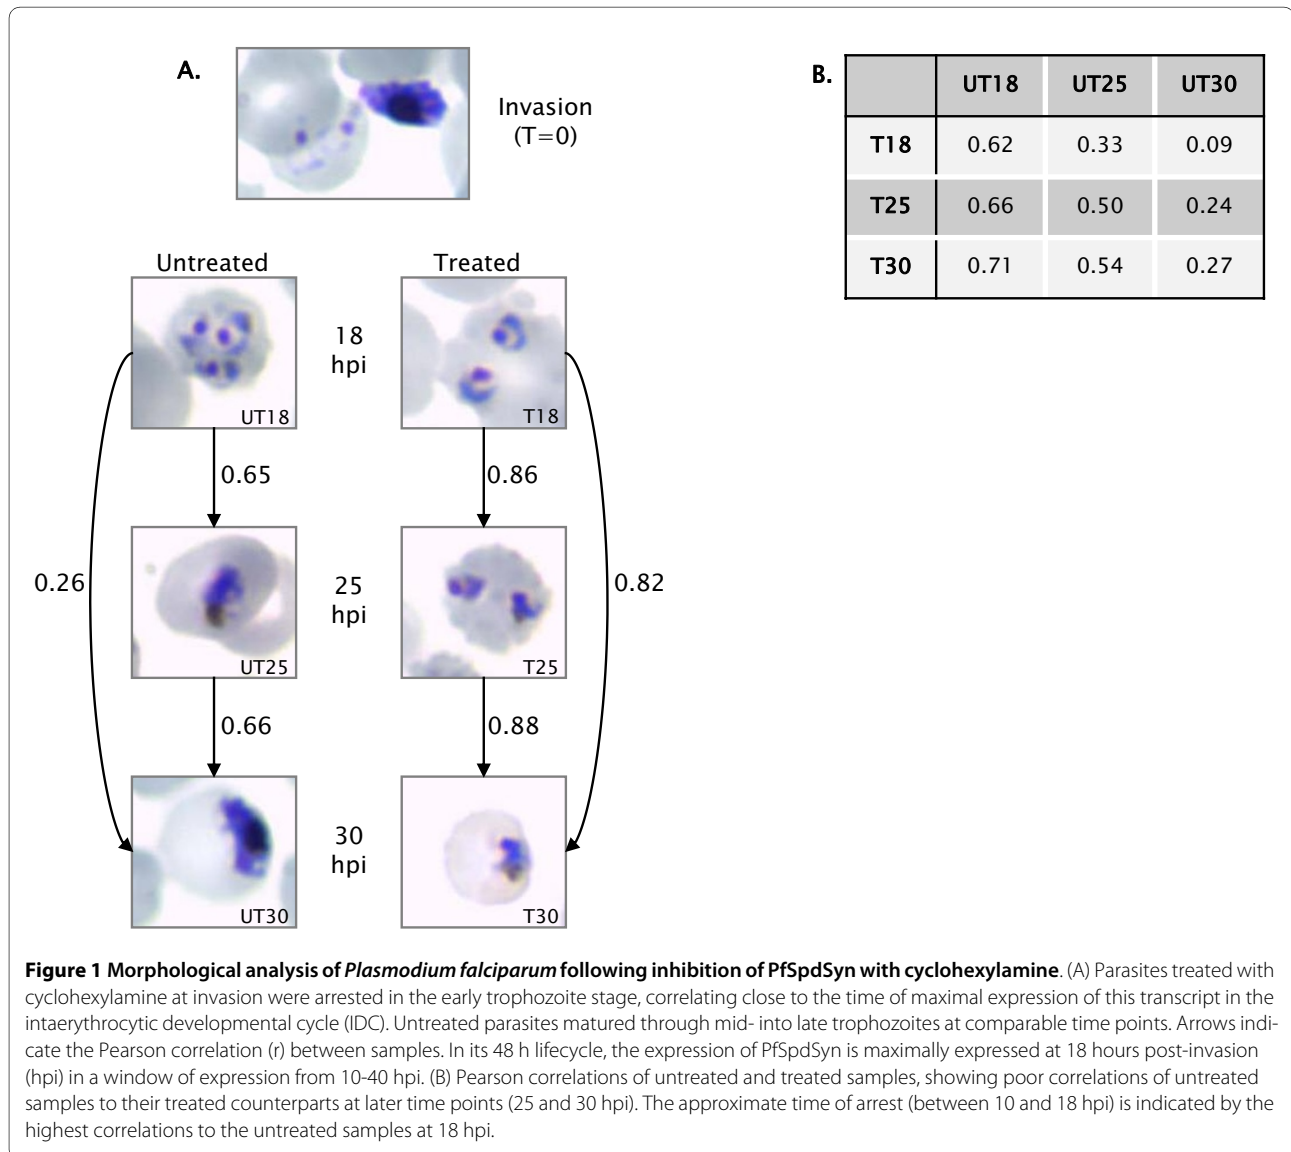 A.
Invasion
(T=0)
Untreated
Treated
18
hpi
UT18
T18
0.65
0.86
0.26
25
hpi
0.82
UT25
T25
0.66
0.88
30
hpi
UT30
T30
B.
UT18 UT25 UT30
T18 0.62 0.33 0.09
T25 0.66 0.50 0.24
T30 0.71 0.54 0.27
Figure 1 Morphological analysis of Plasmodium falciparum following inhibition of PfSpdSyn with cyclohexylamine. (A) Parasites treated with
cyclohexylamine at invasion were arrested in the early trophozoite stage, correlating close to the time of maximal expression of this transcript in the
intaerythrocytic developmental cycle (IDC). Untreated parasites matured through mid- into late trophozoites at comparable time points. Arrows indi-
cate the Pearson correlation (r) between samples. In its 48 h lifecycle, the expression of PfSpdSyn is maximally expressed at 18 hours post-invasion
(hpi) in a window of expression from 10-40 hpi. (B) Pearson correlations of untreated and treated samples, showing poor correlations of untreated
samples to their treated counterparts at later time points (25 and 30 hpi). The approximate time of arrest (between 10 and 18 hpi) is indicated by the
highest correlations to the untreated samples at 18 hpi.